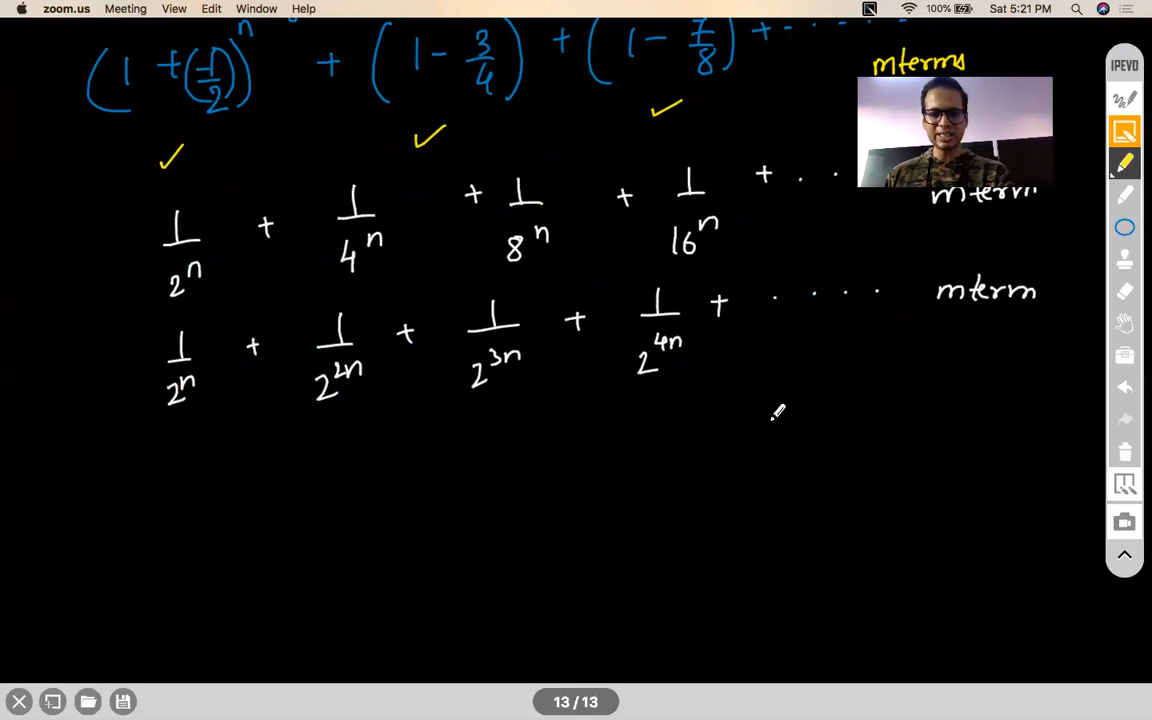 zoom.us Meeting View Edit Window Help 100% Sat 5:21 PM
(1 + (-1/2))^n + (1 - 3/4) + (1 - 7/8) + . . . . .
mterms
IPEVO
1/2^n + 1/4^n + 1/8^n + 1/16^n + . . mterm
1/2^n + 1/2^2n + 1/2^3n + 1/2^4n + . . . . mterm
13 / 13